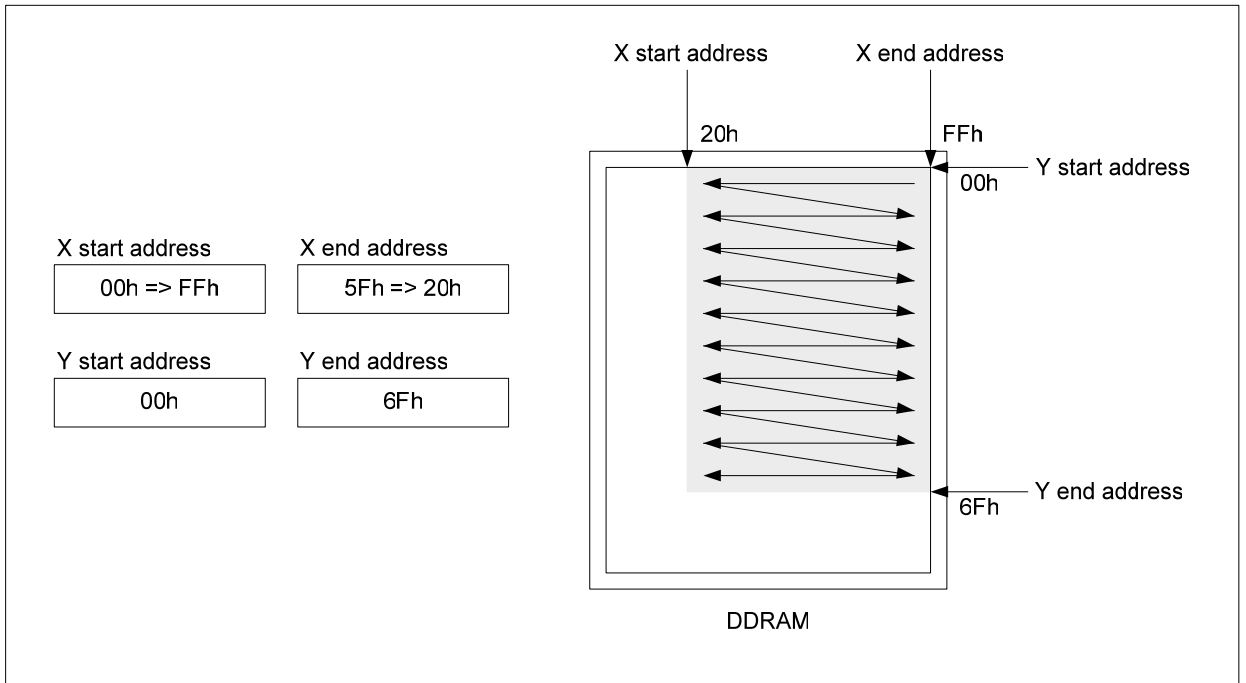 X start address
X end address
20h
FFh
Y start address
00h
X start address
X end address
00h => FFh
5Fh => 20h
Y start address
Y end address
00h
6Fh
Y end address
6Fh
DDRAM